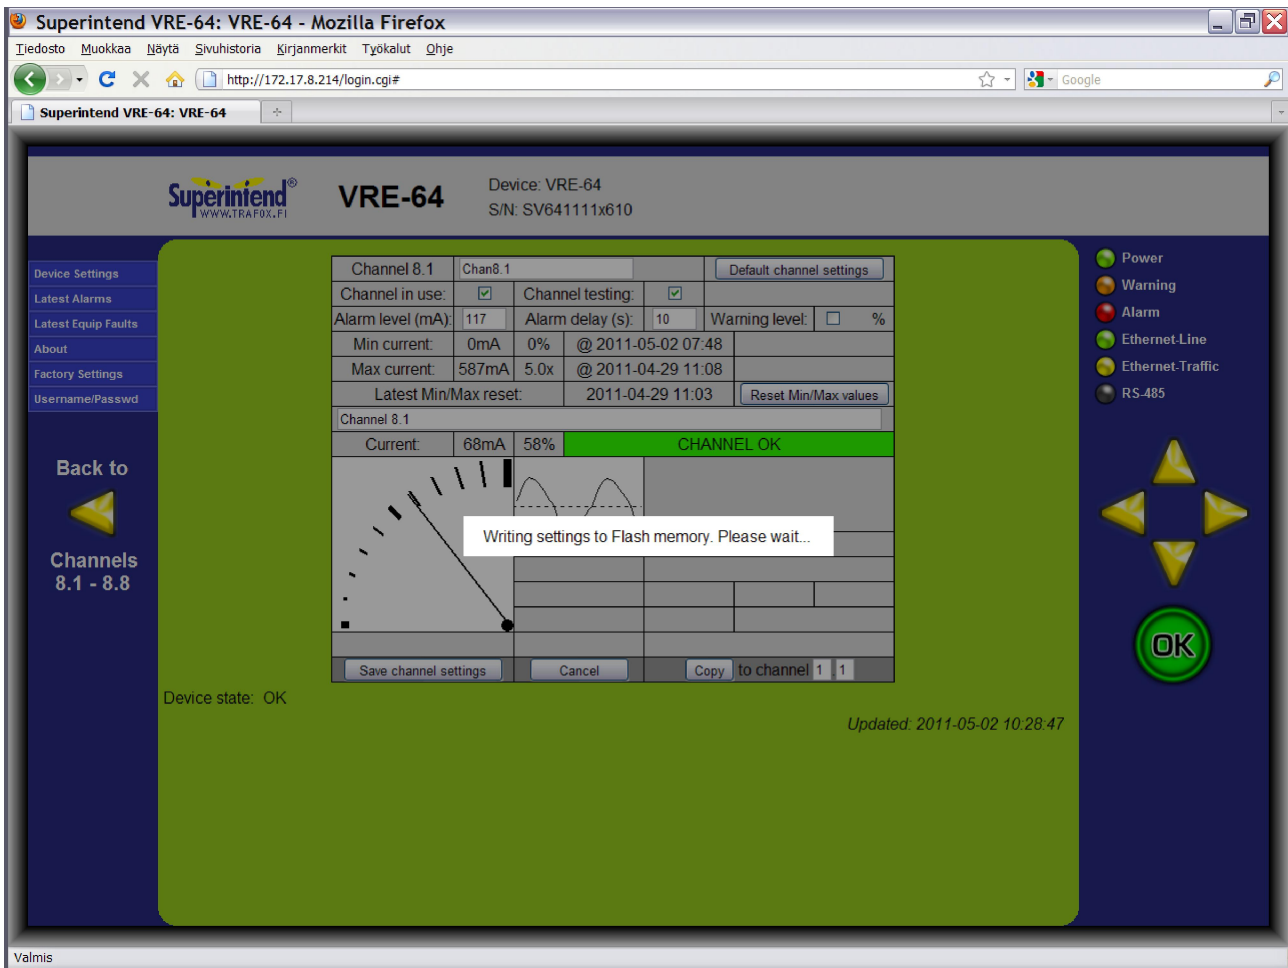 Superintend VRE-64: VRE-64 - Mozilla Firefox
Tiedosto Muokkaa Näytä Sivuhistoria Kirjanmerkit Työkalut Ohje
http://172.17.8.214/login.cgi#
Google
Superintend VRE-64: VRE-64
Superintend®
WWW.TRAFOX.FI
VRE-64
Device: VRE-64
S/N: SV641111x610
Device Settings
Latest Alarms
Latest Equip Faults
About
Factory Settings
Username/Passwd
Back to
Channels
8.1 - 8.8
Channel 8.1 Chan8.1 Default channel settings
Channel in use: Channel testing:
Alarm level (mA): 117 Alarm delay (s): 10 Warning level: %
Min current: 0mA 0% @ 2011-05-02 07:48
Max current: 587mA 5.0x @ 2011-04-29 11:08
Latest Min/Max reset: 2011-04-29 11:03 Reset Min/Max values
Channel 8.1
Current: 68mA 58% CHANNEL OK
Writing settings to Flash memory. Please wait...
Save channel settings Cancel Copy to channel 1 . 1
Device state: OK
Updated: 2011-05-02 10:28:47
Power
Warning
Alarm
Ethernet-Line
Ethernet-Traffic
RS-485
OK
Valmis